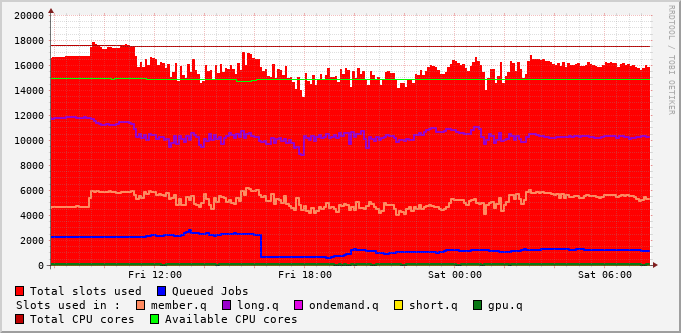 20000
18000
16000
14000
12000
10000
8000
6000
4000
2000
0
Fri 12:00 Fri 18:00 Sat 00:00 Sat 06:00
Total slots used Queued Jobs
Slots used in : member.q long.q ondemand.q short.q gpu.q
Total CPU cores Available CPU cores
RRDTOOL / TOBI OETIKER